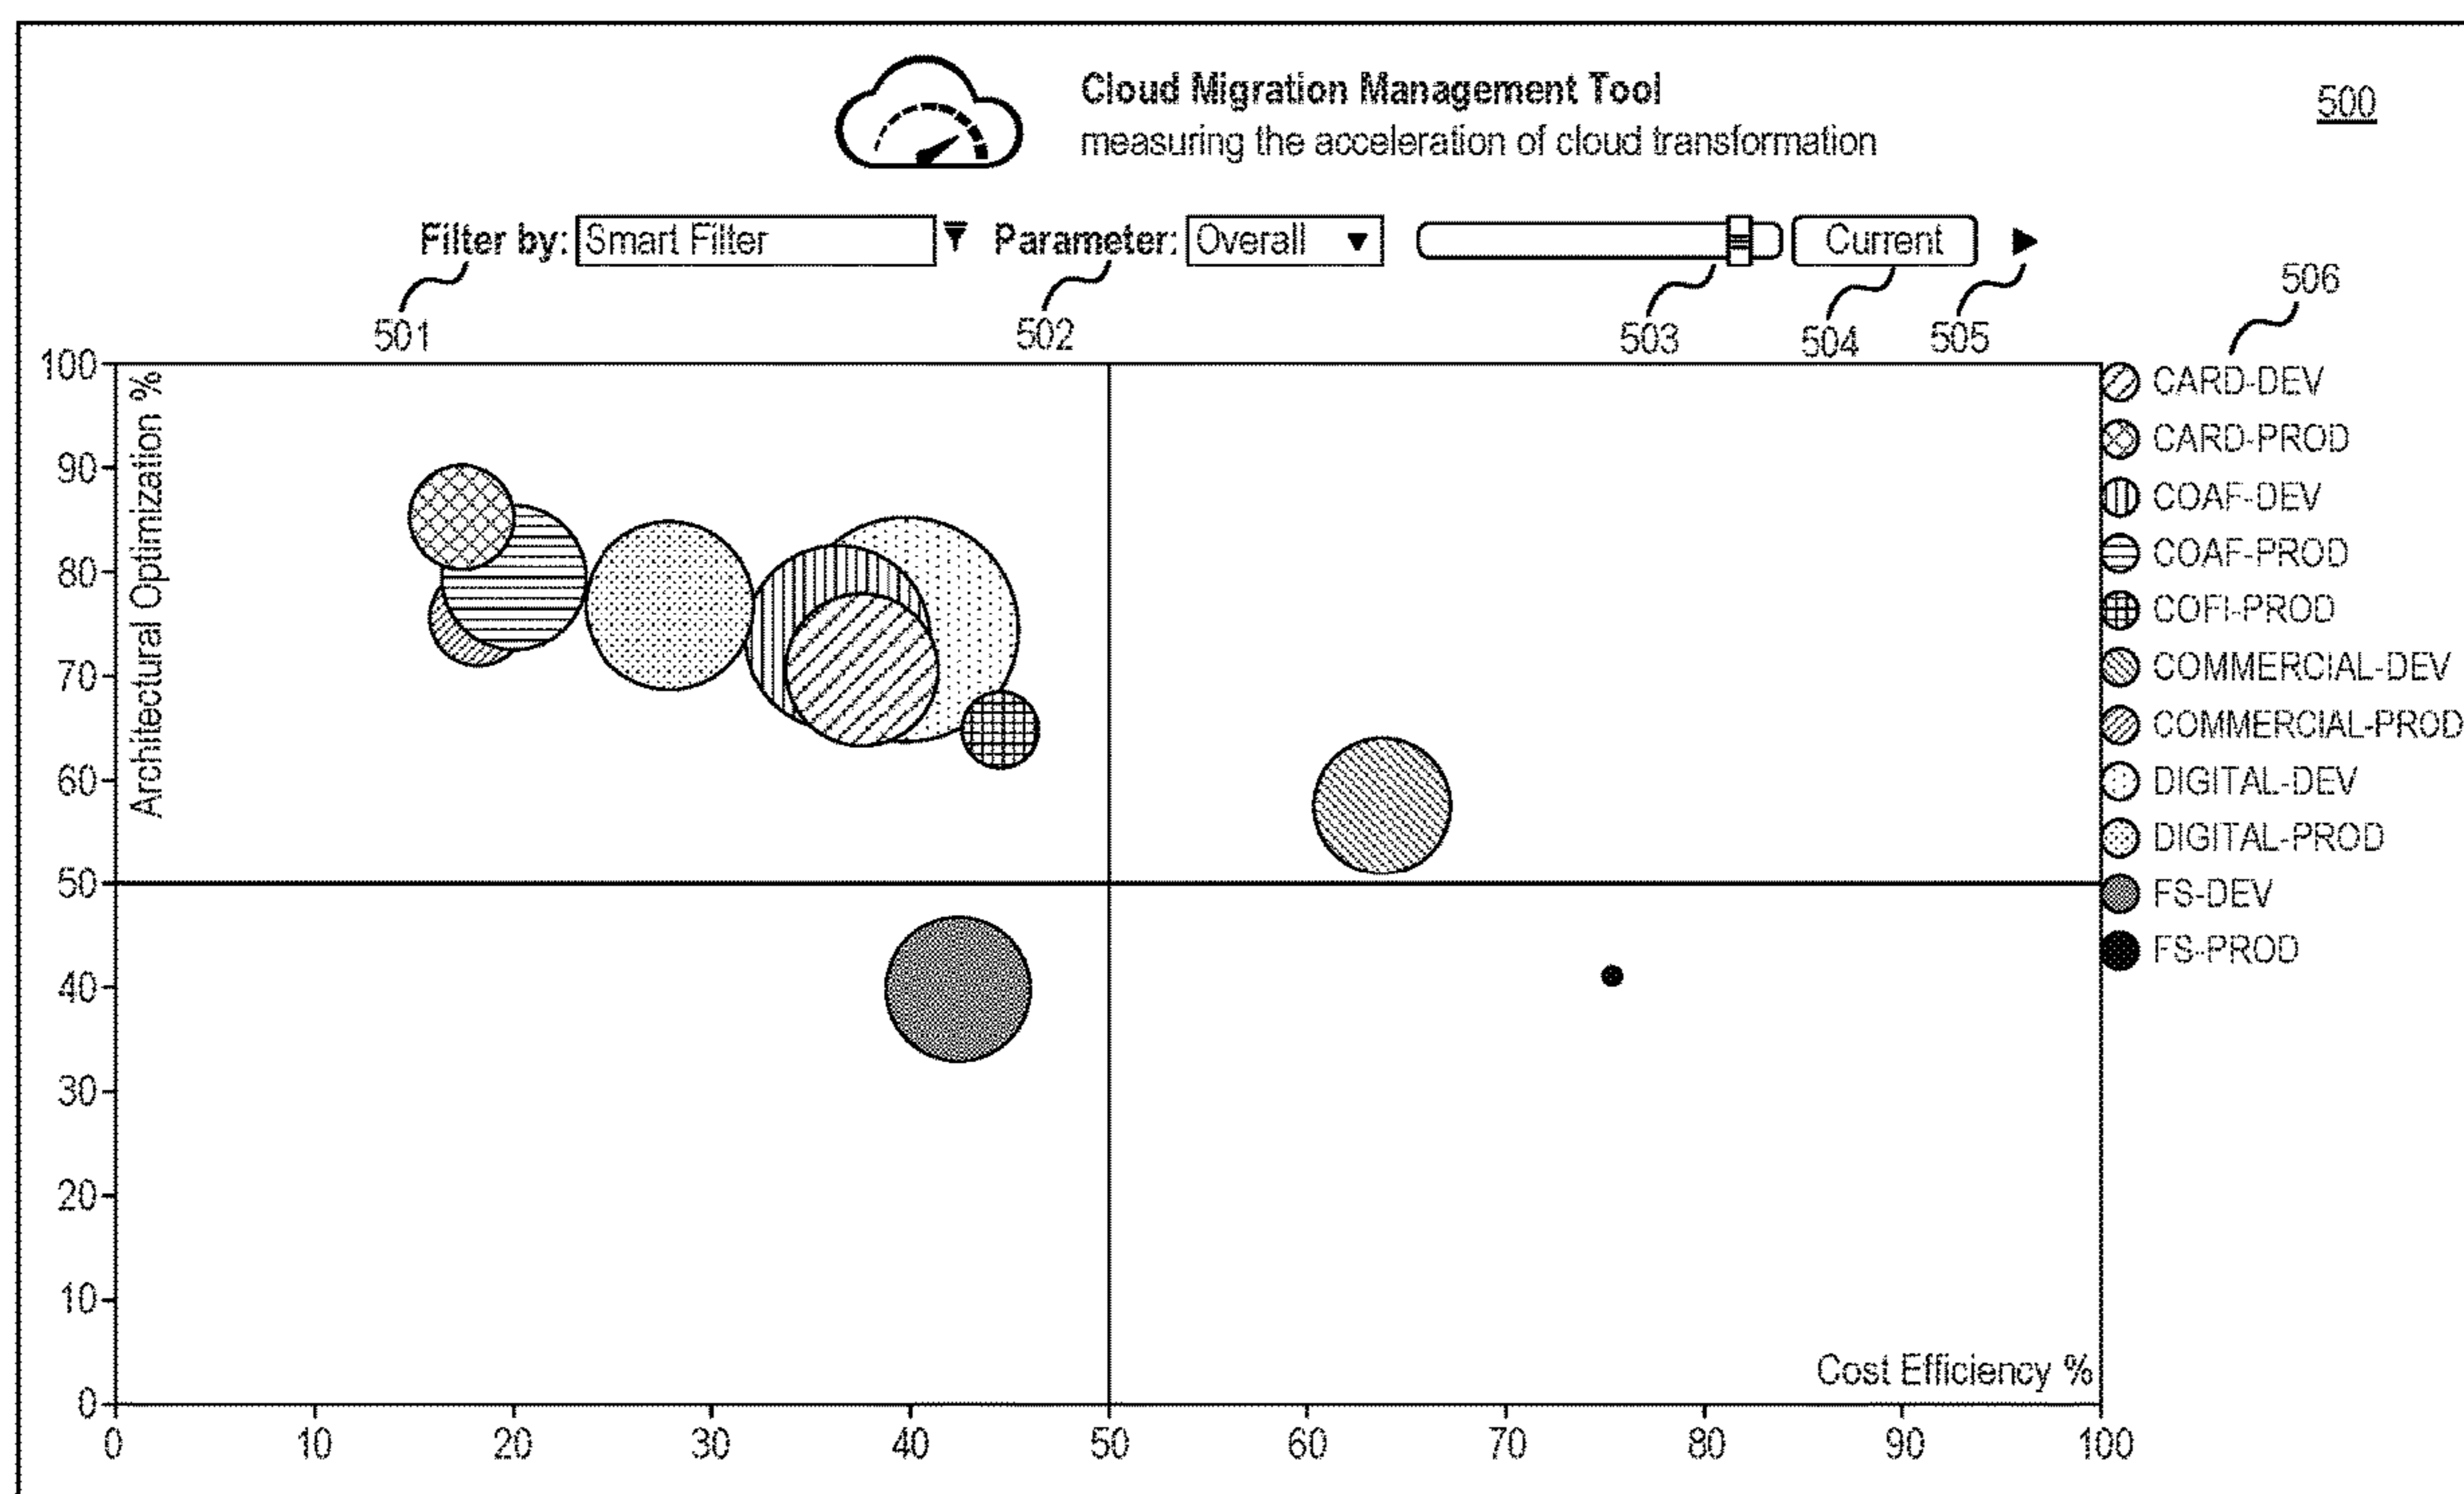 Cloud Migration Management Tool
500
measuring the acceleration of cloud transformation
Filter by: Smart Filter Parameter: Overall Current
501 502 503 504 505 506
Architectural Optimization %
100
90
80
70
60
50
40
30
20
10
0
CARD-DEV
CARD-PROD
COAF-DEV
COAF-PROD
COFI-PROD
COMMERCIAL-DEV
COMMERCIAL-PROD
DIGITAL-DEV
DIGITAL-PROD
FS-DEV
FS-PROD
Cost Efficiency %
0 10 20 30 40 50 60 70 80 90 100